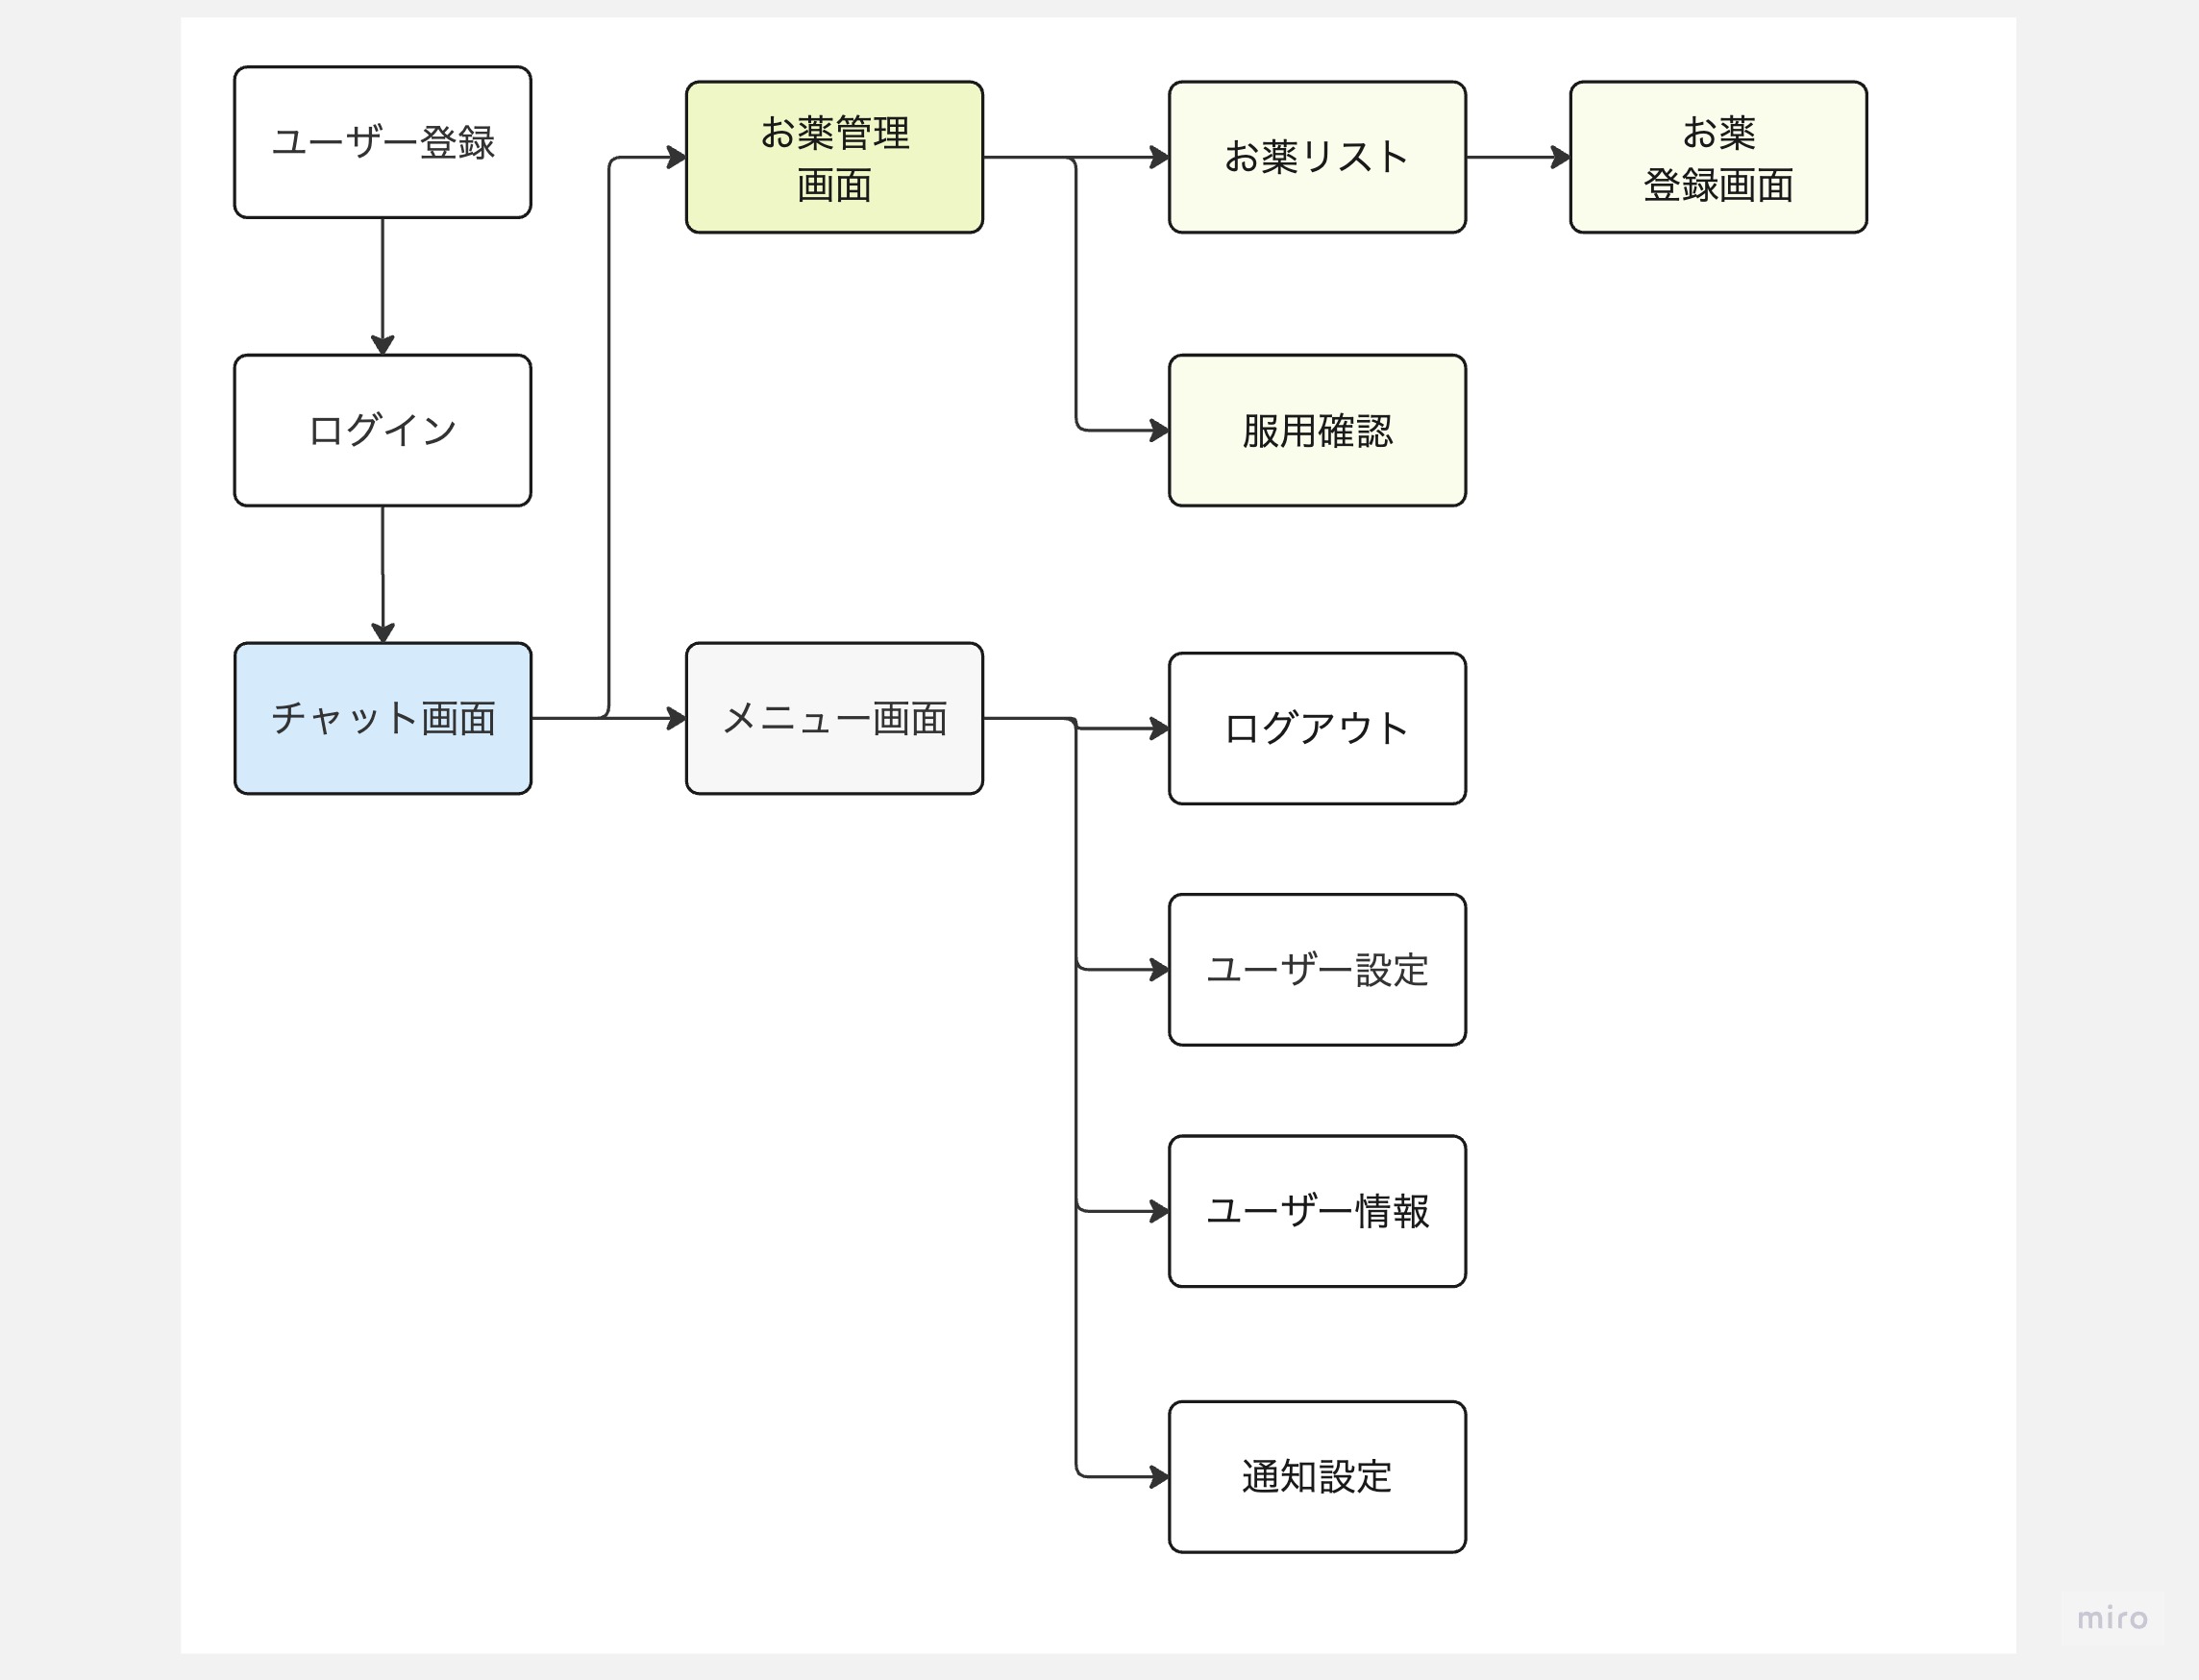 ユーザー登録
お薬管理
画面
お薬リスト
お薬
登録画面
ログイン
服用確認
チャット画面
メニュー画面
ログアウト
ユーザー設定
ユーザー情報
通知設定
miro